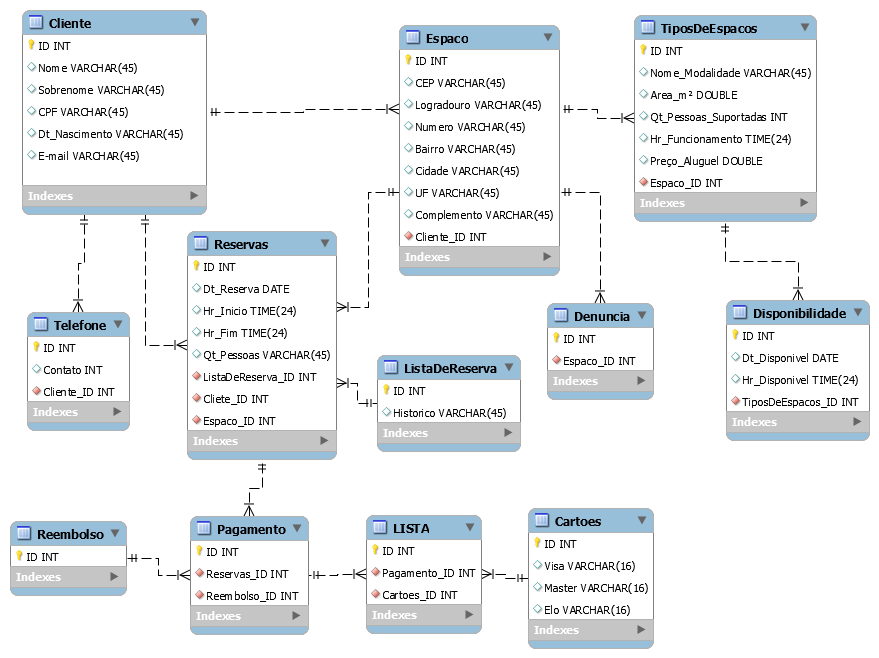 Cliente
ID INT
Nome VARCHAR(45)
Sobrenome VARCHAR(45)
CPF VARCHAR(45)
Dt_Nascimento VARCHAR(45)
E-mail VARCHAR(45)
Indexes
Espaco
ID INT
CEP VARCHAR(45)
Logradouro VARCHAR(45)
Numero VARCHAR(45)
Bairro VARCHAR(45)
Cidade VARCHAR(45)
UF VARCHAR(45)
Complemento VARCHAR(45)
Cliente_ID INT
Indexes
TiposDeEspacos
ID INT
Nome_Modalidade VARCHAR(45)
Area_m² DOUBLE
Qt_Pessoas_Suportadas INT
Hr_Funcionamento TIME(24)
Preço_Aluguel DOUBLE
Espaco_ID INT
Indexes
Reservas
ID INT
Dt_Reserva DATE
Hr_Inicio TIME(24)
Hr_Fim TIME(24)
Qt_Pessoas VARCHAR(45)
ListaDeReserva_ID INT
Cliete_ID INT
Espaco_ID INT
Indexes
Telefone
ID INT
Contato INT
Cliente_ID INT
Indexes
ListaDeReserva
ID INT
Historico VARCHAR(45)
Indexes
Denuncia
ID INT
Espaco_ID INT
Indexes
Disponibilidade
ID INT
Dt_Disponivel DATE
Hr_Disponivel TIME(24)
TiposDeEspacos_ID INT
Indexes
Reembolso
ID INT
Indexes
Pagamento
ID INT
Reservas_ID INT
Reembolso_ID INT
Indexes
LISTA
ID INT
Pagamento_ID INT
Cartoes_ID INT
Indexes
Cartoes
ID INT
Visa VARCHAR(16)
Master VARCHAR(16)
Elo VARCHAR(16)
Indexes